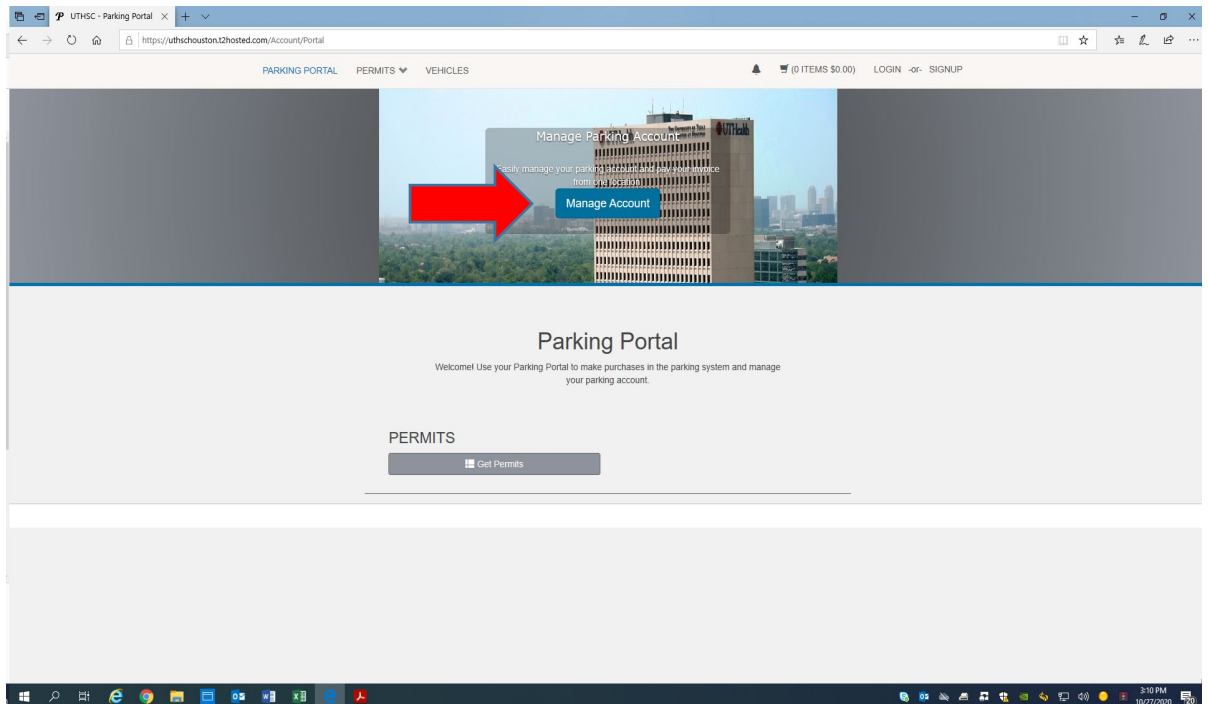 UTHSC - Parking Portal
https://uthschouston.t2hosted.com/Account/Portal
PARKING PORTAL PERMITS VEHICLES (0 ITEMS $0.00) LOGIN -or- SIGNUP
UTHealth
Manage Parking Account
Easily manage your parking account and pay your invoice
from one location
Manage Account
Parking Portal
Welcome! Use your Parking Portal to make purchases in the parking system and manage
your parking account.
PERMITS
Get Permits
3:10 PM
10/27/2020
20